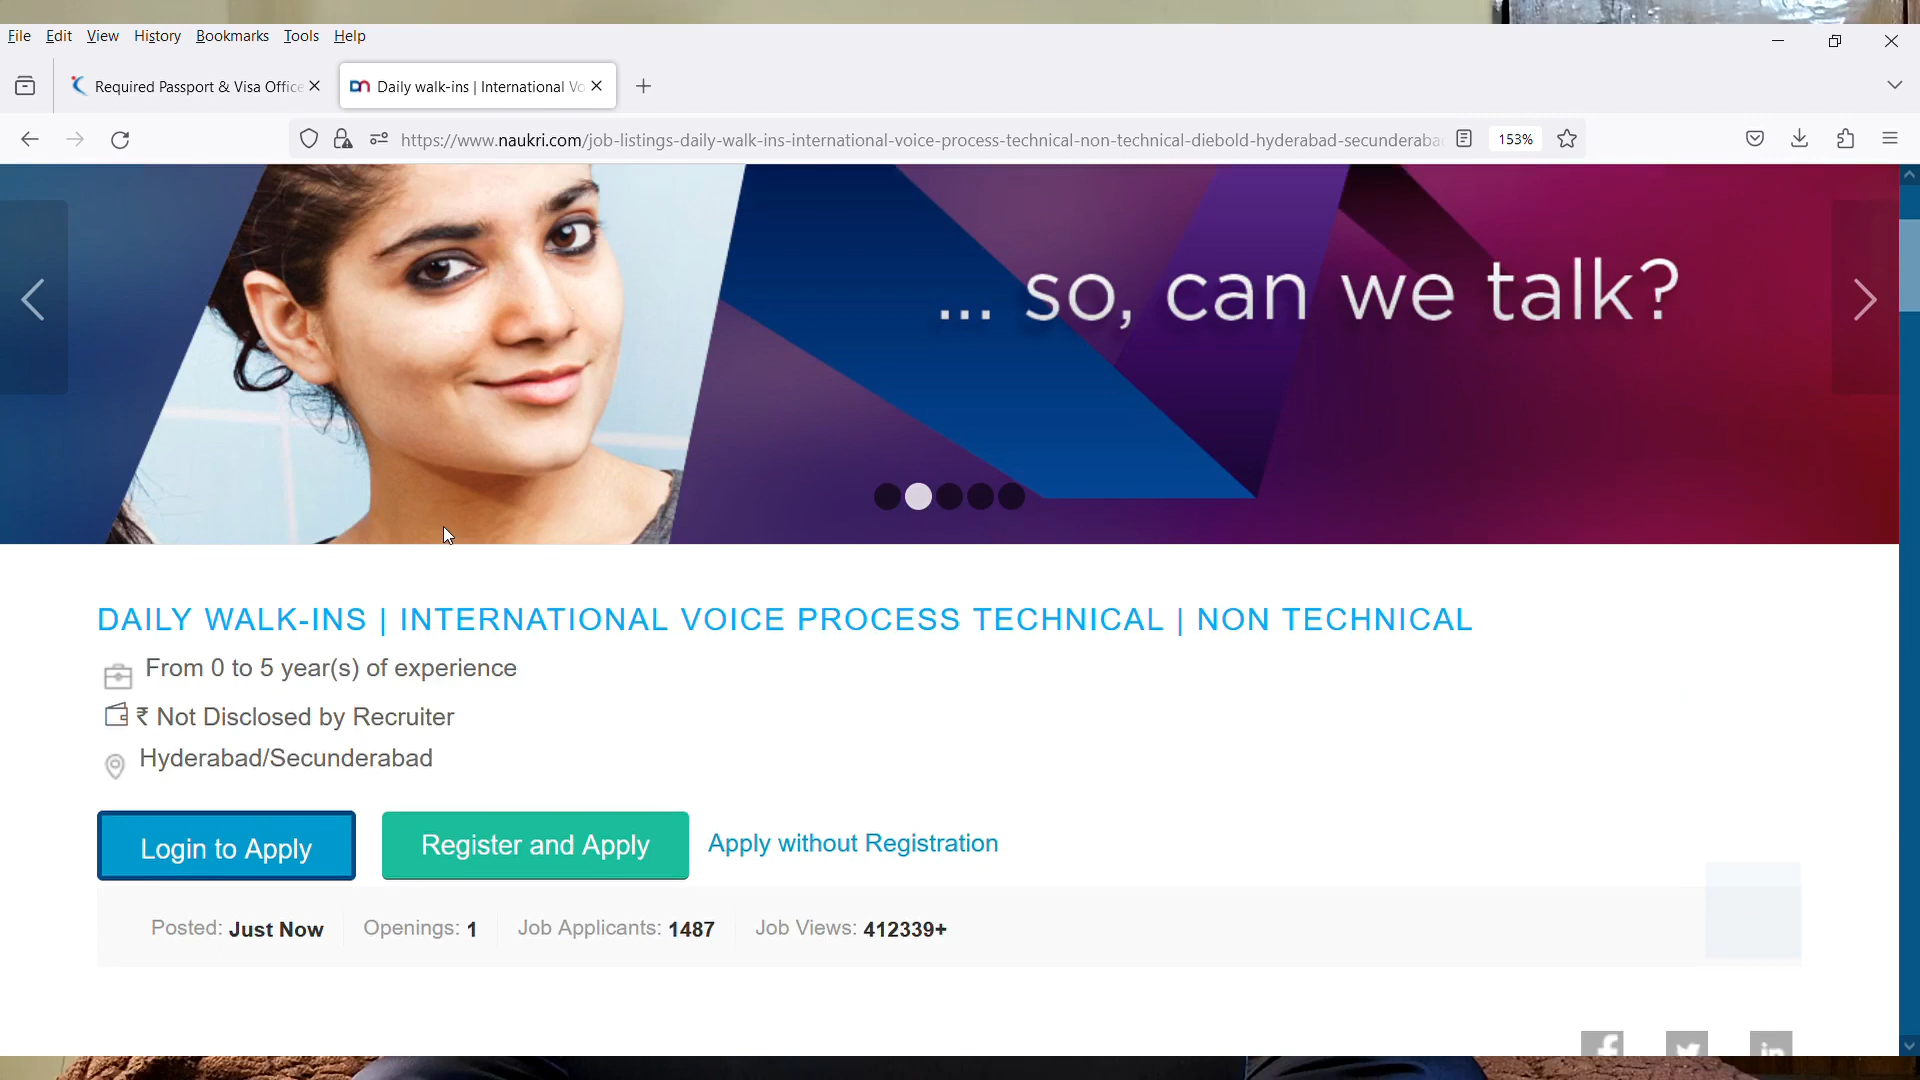 File Edit View History Bookmarks Tools Help
Required Passport & Visa Office
Daily walk-ins | International Vo
https://www.naukri.com/job-listings-daily-walk-ins-international-voice-process-technical-non-technical-diebold-hyderabad-secunderaba
153%
... so, can we talk?
DAILY WALK-INS | INTERNATIONAL VOICE PROCESS TECHNICAL | NON TECHNICAL
From 0 to 5 year(s) of experience
₹ Not Disclosed by Recruiter
Hyderabad/Secunderabad
Login to Apply
Register and Apply
Apply without Registration
Posted: Just Now
Openings: 1
Job Applicants: 1487
Job Views: 412339+